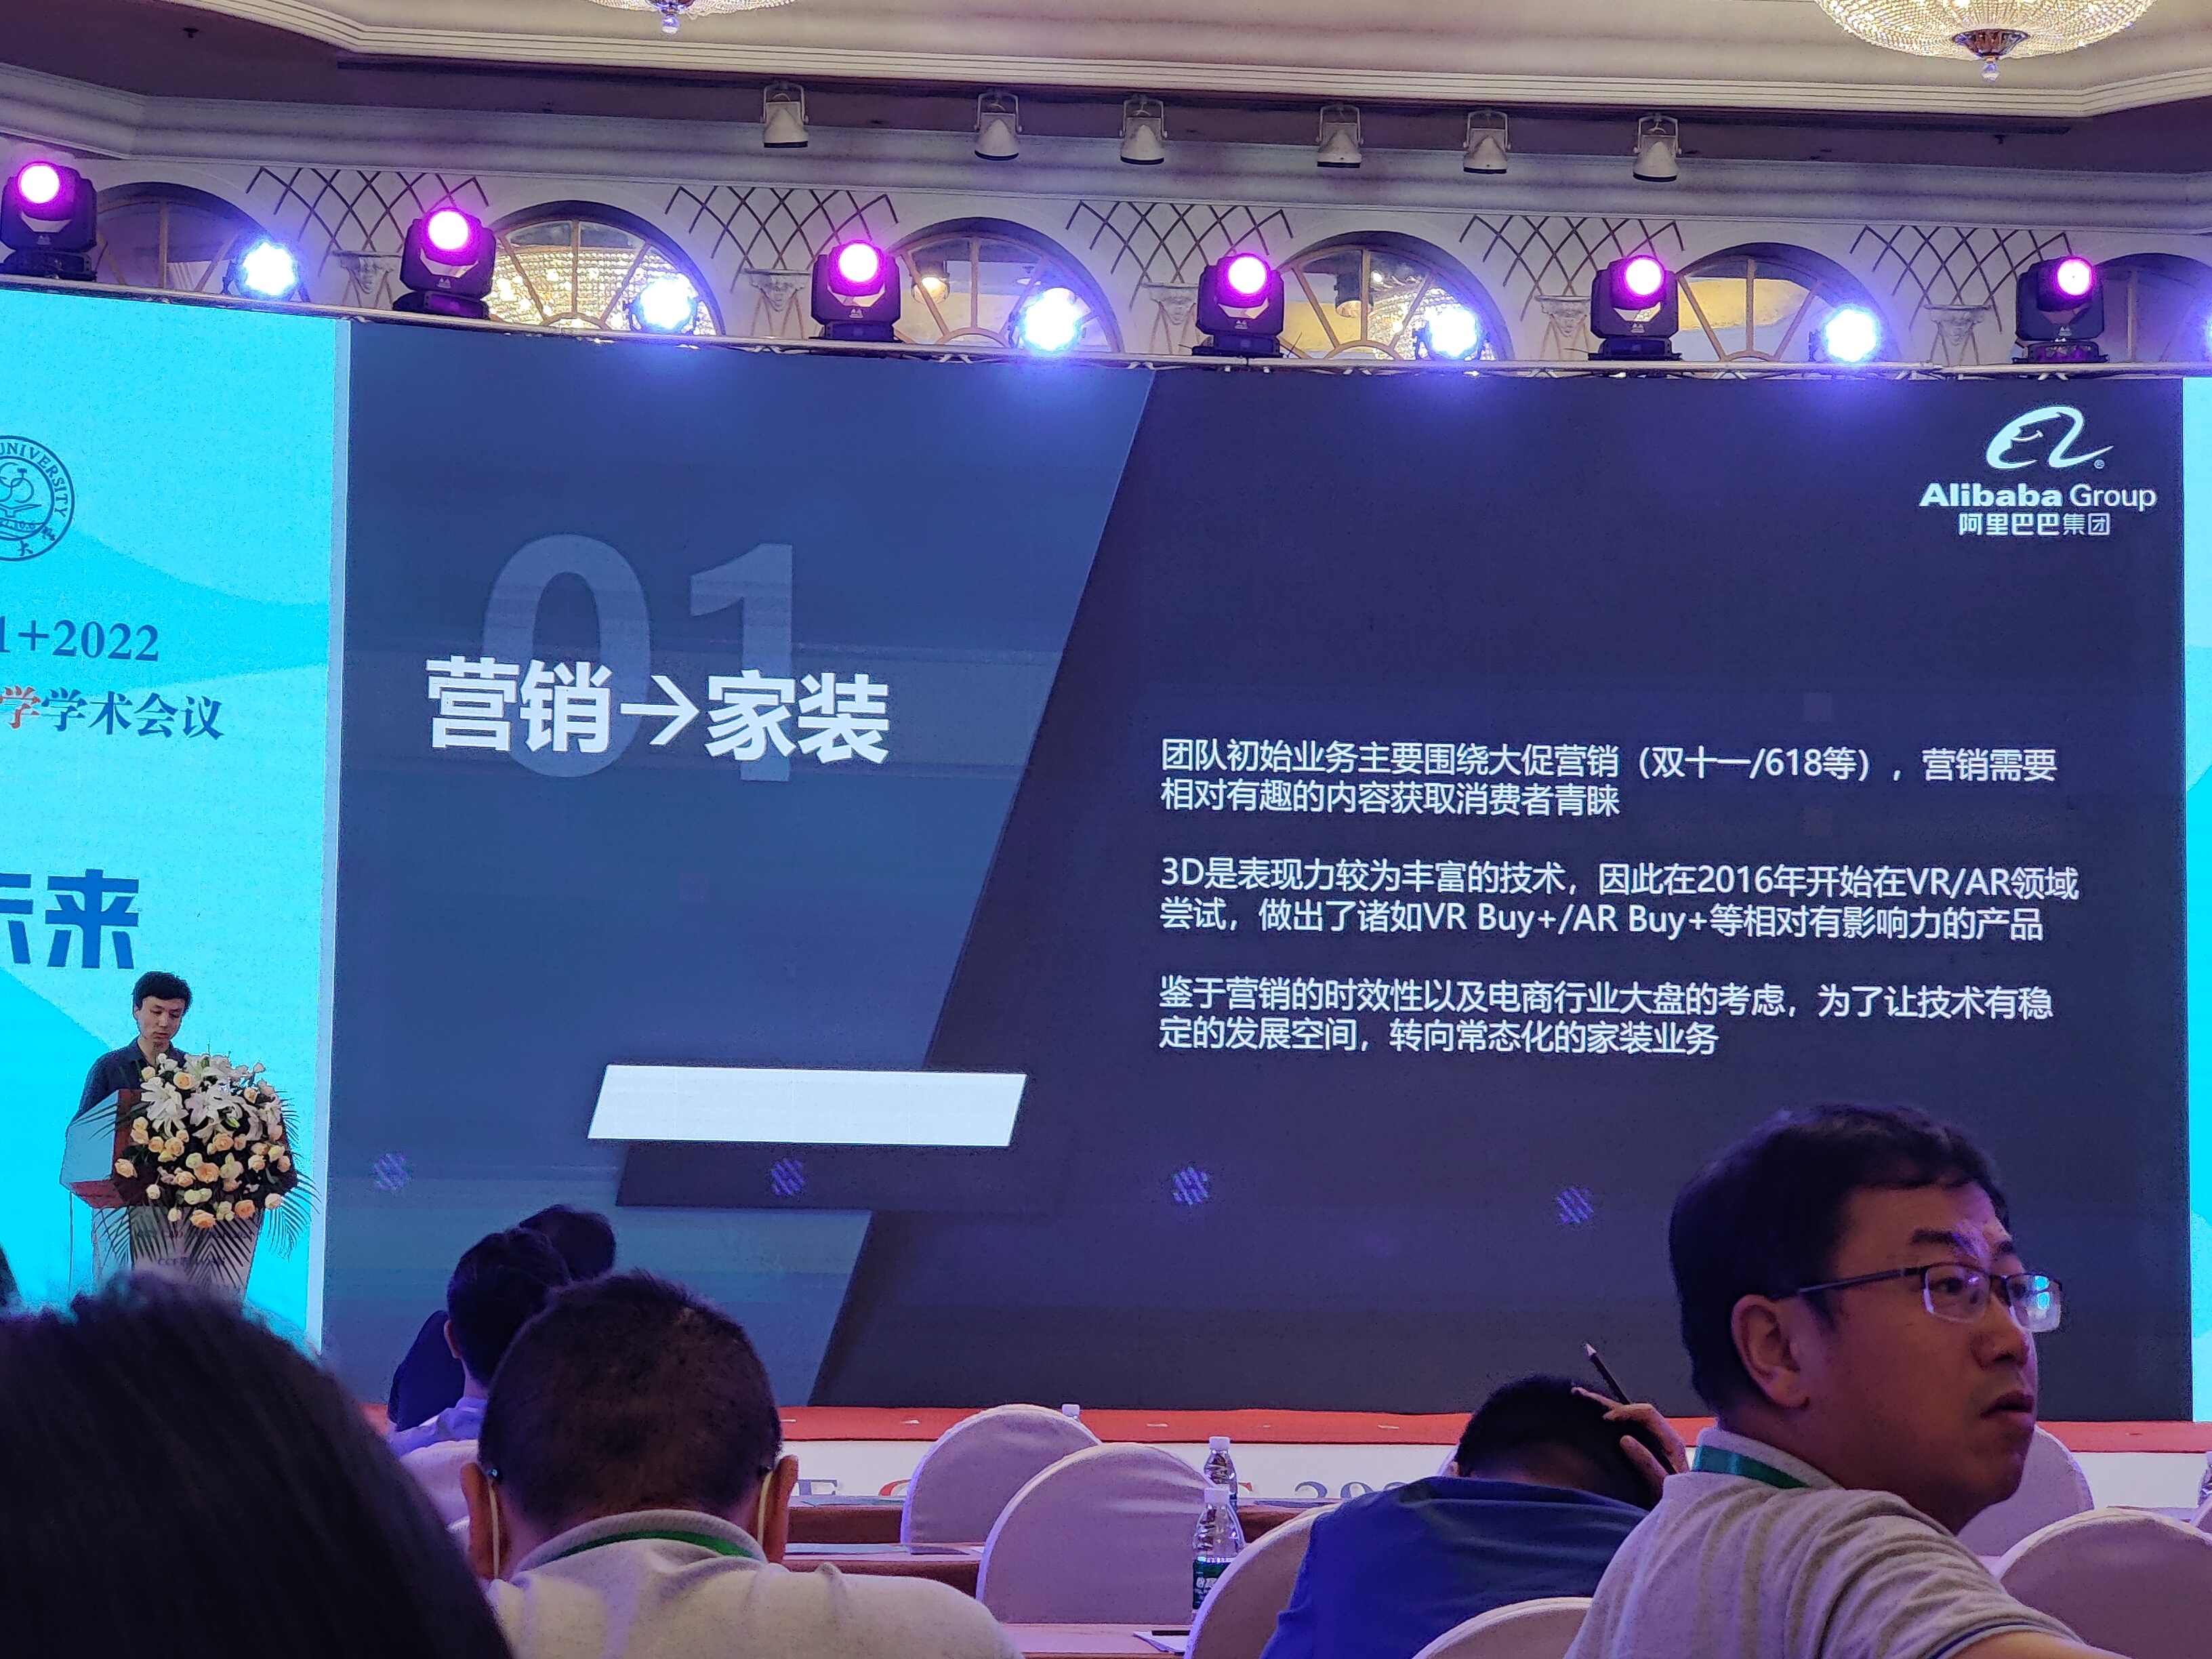 UNIVERSITY
1+2022
学学术会议
未来
01
营销→家装
Alibaba Group
阿里巴巴集团
团队初始业务主要围绕大促营销（双十一/618等），营销需要
相对有趣的内容获取消费者青睐
3D是表现力较为丰富的技术，因此在2016年开始在VR/AR领域
尝试，做出了诸如VR Buy+/AR Buy+等相对有影响力的产品
鉴于营销的时效性以及电商行业大盘的考虑，为了让技术有稳
定的发展空间，转向常态化的家装业务